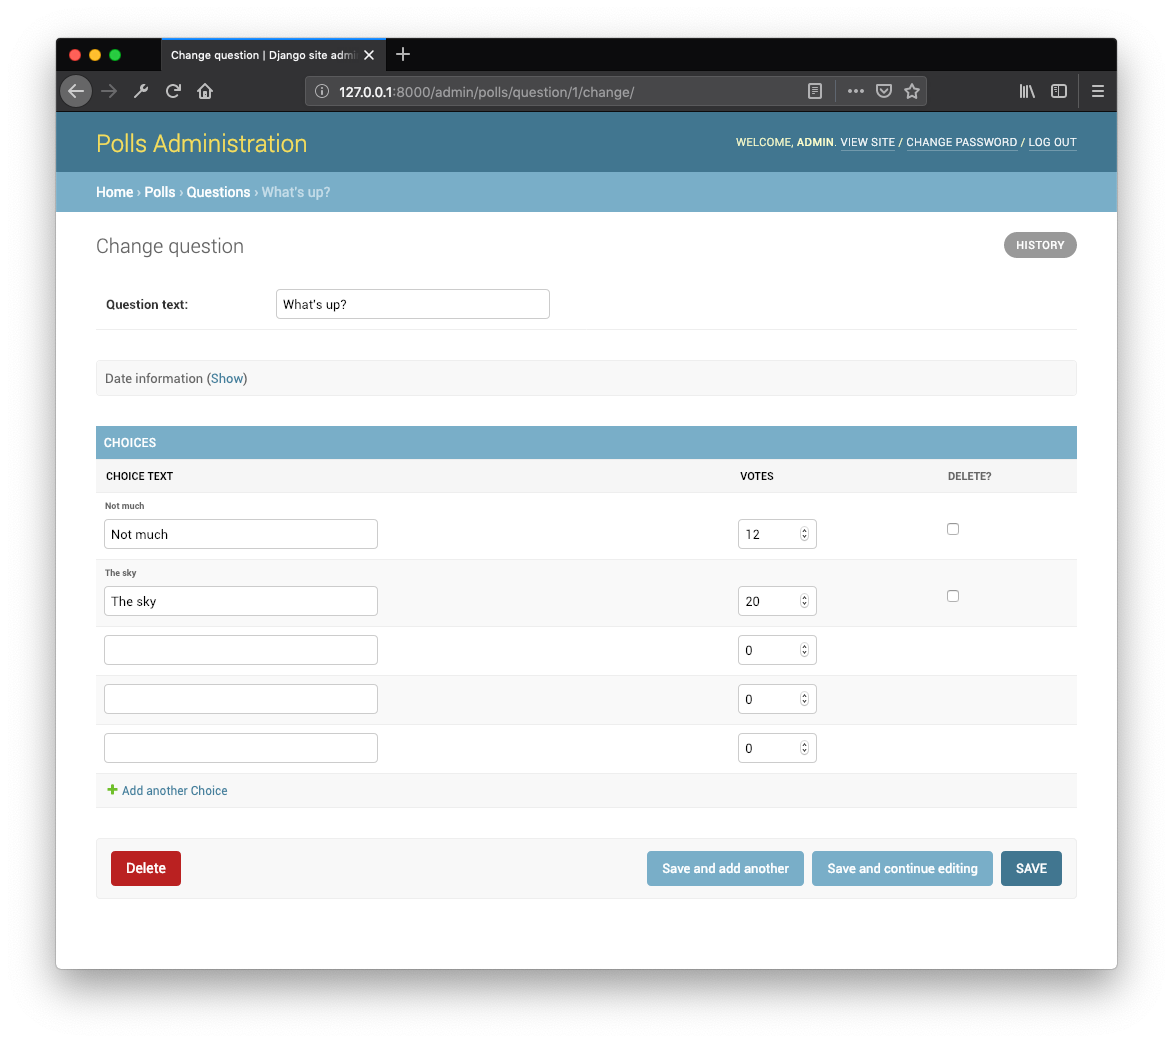 Change question | Django site admi
127.0.0.1:8000/admin/polls/question/1/change/
Polls Administration
WELCOME, ADMIN. VIEW SITE / CHANGE PASSWORD / LOG OUT
Home › Polls › Questions › What's up?
Change question
HISTORY
Question text:
What's up?
Date information (Show)
CHOICES
CHOICE TEXT VOTES DELETE?
Not much
Not much 12
The sky
The sky 20
0
0
0
Add another Choice
Delete Save and add another Save and continue editing SAVE